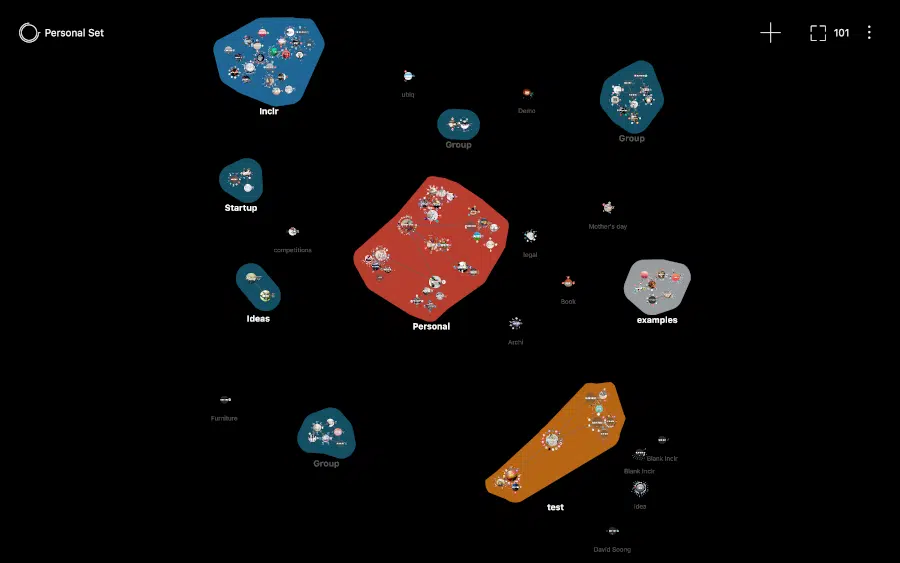 Personal Set
101
Inclr
ubiq
Demo
Group
Group
Startup
Mother's day
competitions
legal
Ideas
Book
examples
Personal
Furniture
Group
Blank Inclr
Blank Inclr
test
Idea
David Soong